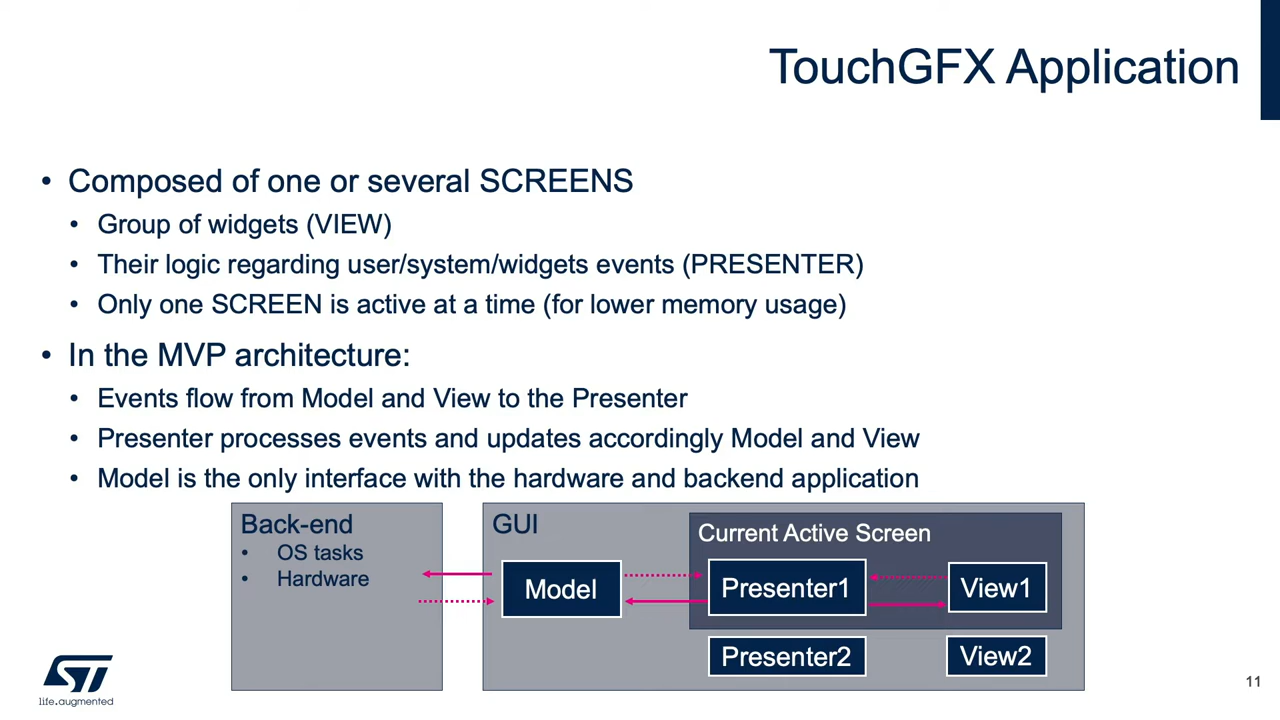 TouchGFX Application
• Composed of one or several SCREENS
• Group of widgets (VIEW)
• Their logic regarding user/system/widgets events (PRESENTER)
• Only one SCREEN is active at a time (for lower memory usage)
• In the MVP architecture:
• Events flow from Model and View to the Presenter
• Presenter processes events and updates accordingly Model and View
• Model is the only interface with the hardware and backend application
Back-end
• OS tasks
• Hardware
GUI
Model
Current Active Screen
Presenter1
View1
Presenter2
View2
ST
life.augmented
11